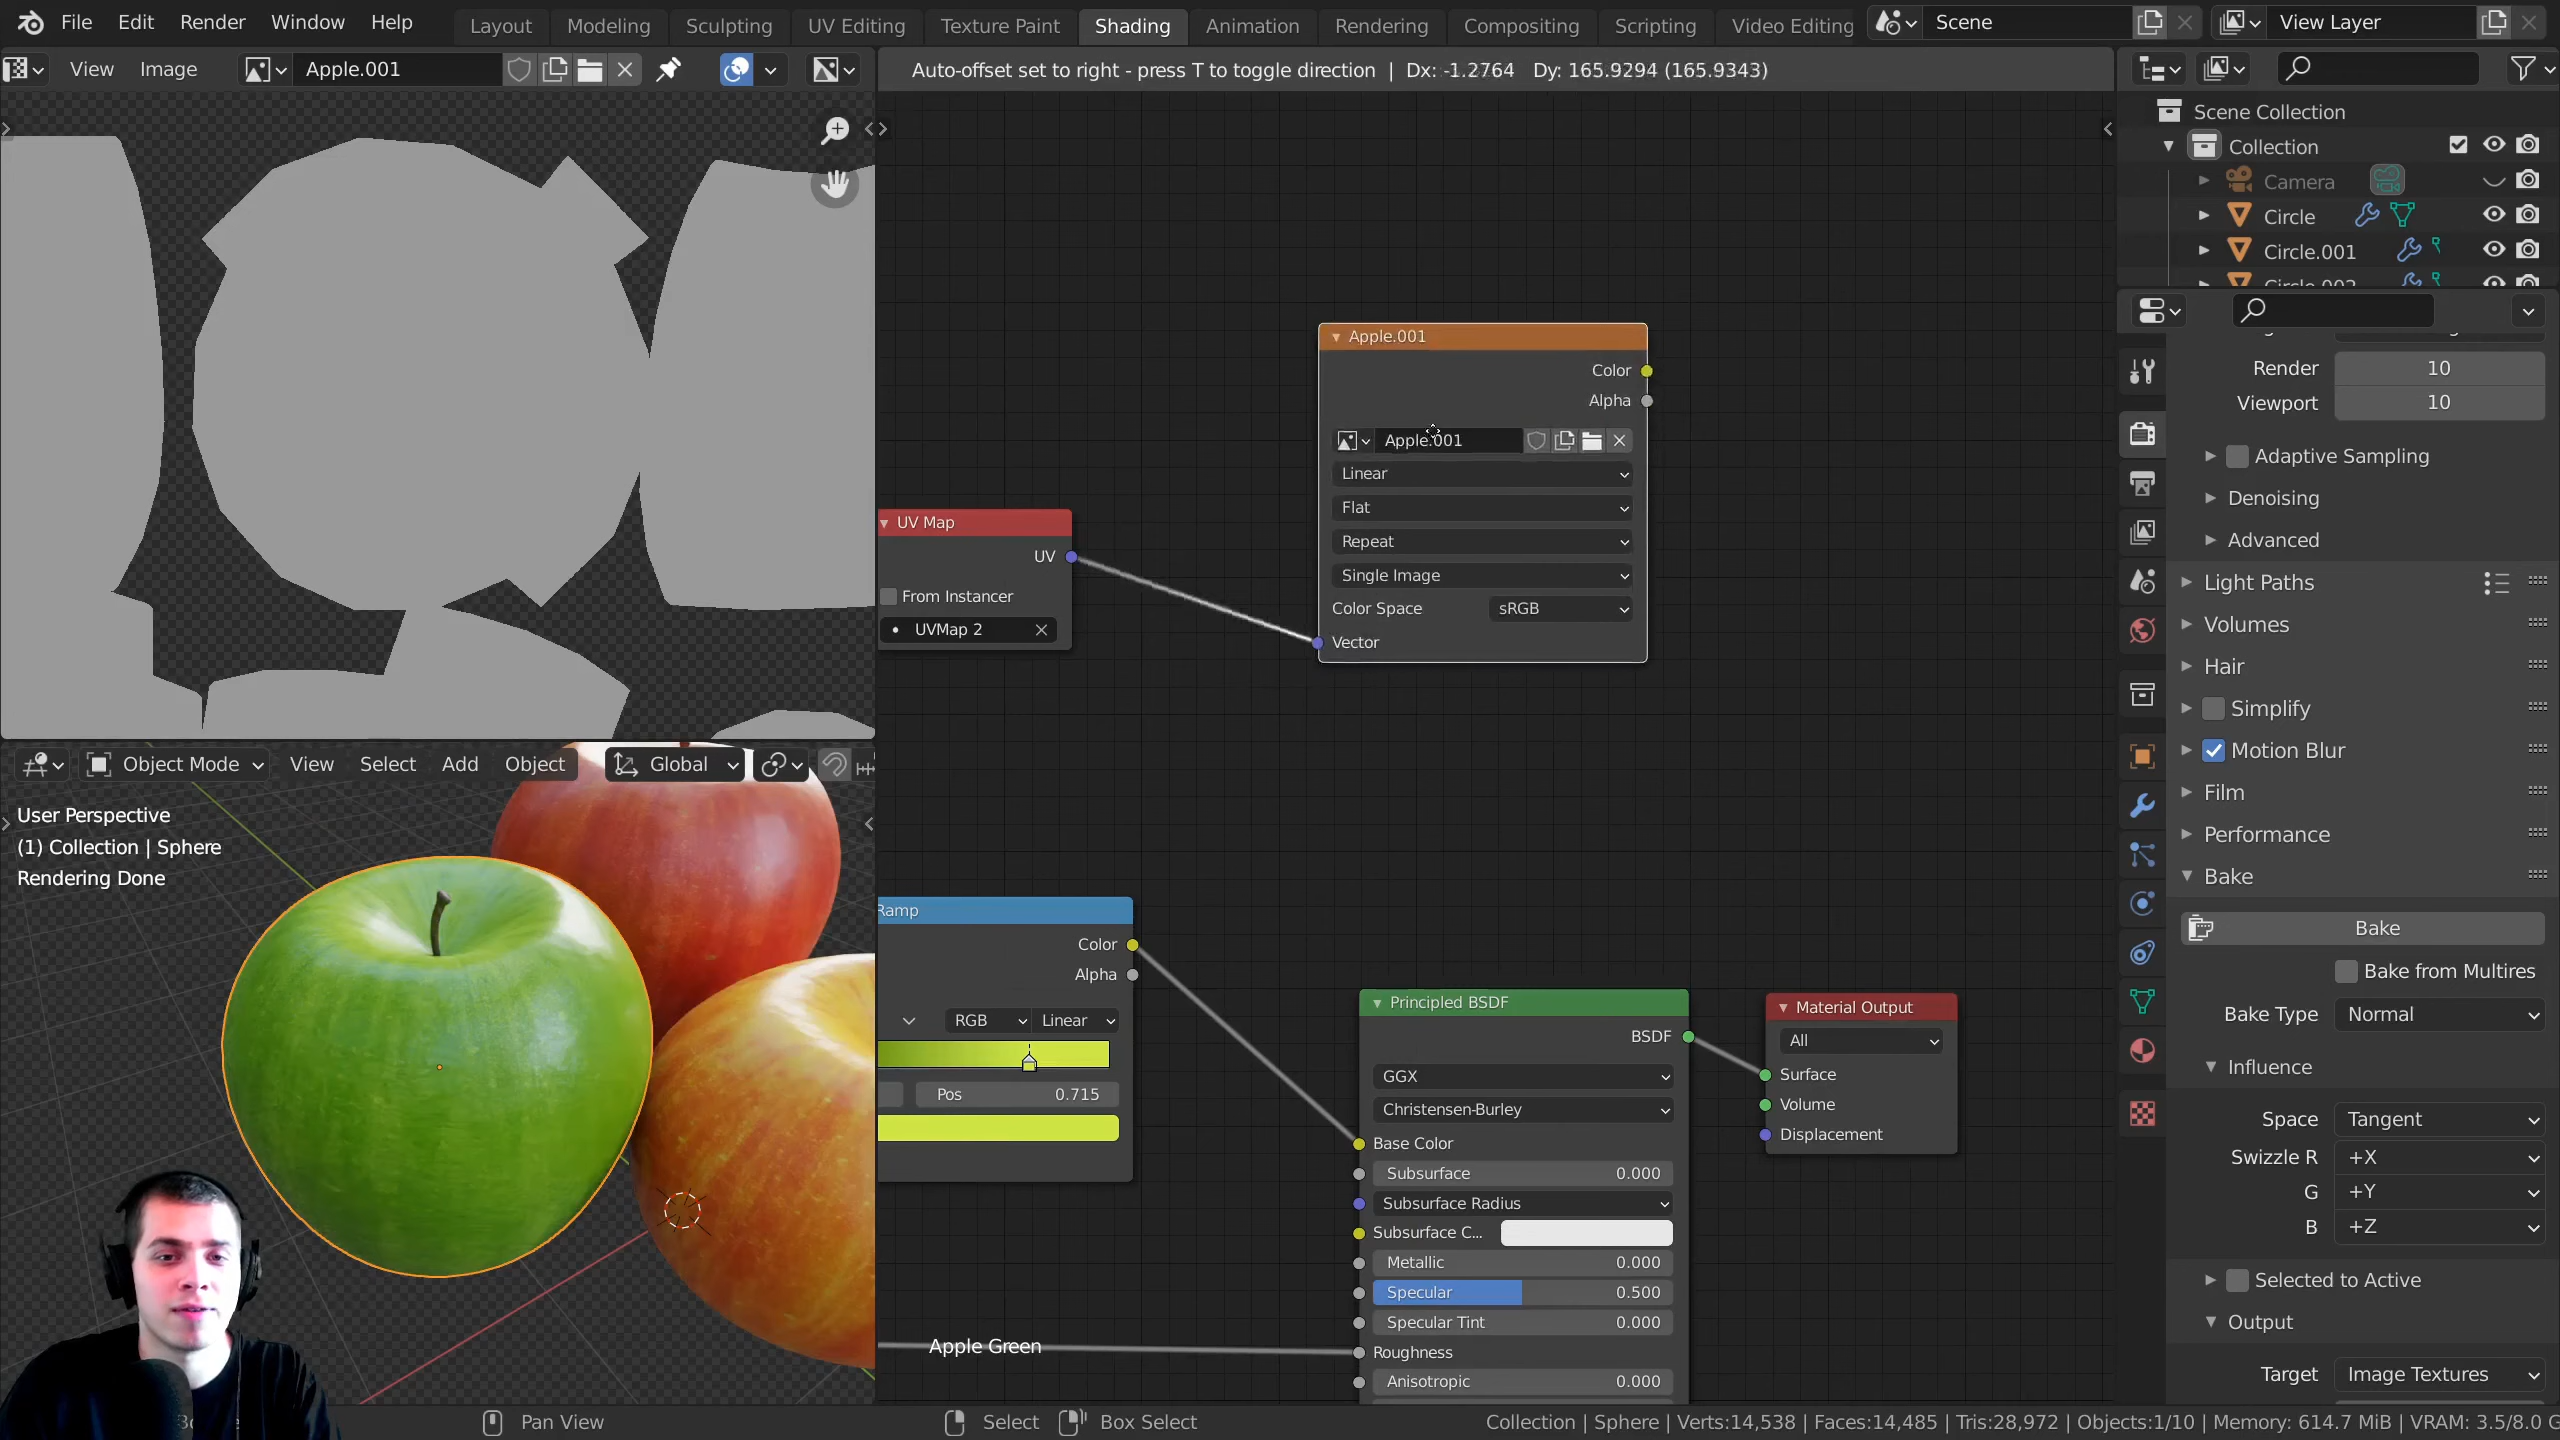 File Edit Render Window Help Layout Modeling Sculpting UV Editing Texture Paint Shading Animation Rendering Compositing Scripting Video Editing Scene View Layer
View Image Apple.001
Auto-offset set to right - press T to toggle direction | Dx: -1.2764 Dy: 165.9294 (165.9343)
Scene Collection
Collection
Camera
Circle
Circle.001
Render 10
Viewport 10
Adaptive Sampling
Denoising
Advanced
Light Paths
Volumes
Hair
Simplify
Motion Blur
Film
Performance
Bake
Bake
Bake from Multires
Bake Type Normal
Influence
Space Tangent
Swizzle R +X
G +Y
B +Z
Selected to Active
Output
Target Image Textures
Apple.001
Color
Alpha
Apple.001
Linear
Flat
Repeat
Single Image
Color Space sRGB
Vector
UV Map
UV
From Instancer
UVMap 2
Ramp
Color
Alpha
RGB Linear
Pos 0.715
Apple Green
Principled BSDF
BSDF
GGX
Christensen-Burley
Base Color
Subsurface 0.000
Subsurface Radius
Subsurface C...
Metallic 0.000
Specular 0.500
Specular Tint 0.000
Roughness
Anisotropic 0.000
Material Output
All
Surface
Volume
Displacement
Object Mode View Select Add Object Global
User Perspective
(1) Collection | Sphere
Rendering Done
Pan View Select Box Select
Collection | Sphere | Verts:14,538 | Faces:14,485 | Tris:28,972 | Objects:1/10 | Memory: 614.7 MiB | VRAM: 3.5/8.0 G